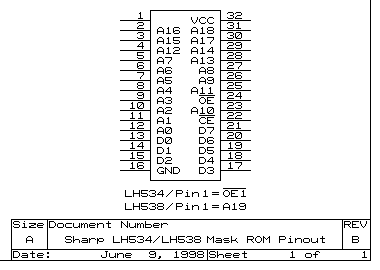 1 32
2 VCC 31
3 A16 A18 30
4 A15 A17 29
5 A12 A14 28
6 A7 A13 27
7 A6 A8 26
8 A5 A9 25
9 A4 A11 24
10 A3 OE 23
11 A2 A10 22
12 A1 CE 21
13 A0 D7 20
14 D0 D6 19
15 D1 D5 18
16 D2 D4 17
GND D3
LH534/Pin1=OE1
LH538/Pin1=A19
Size Document Number REV
A Sharp LH534/LH538 Mask ROM Pinout B
Date: June 9, 1998 Sheet 1 of 1